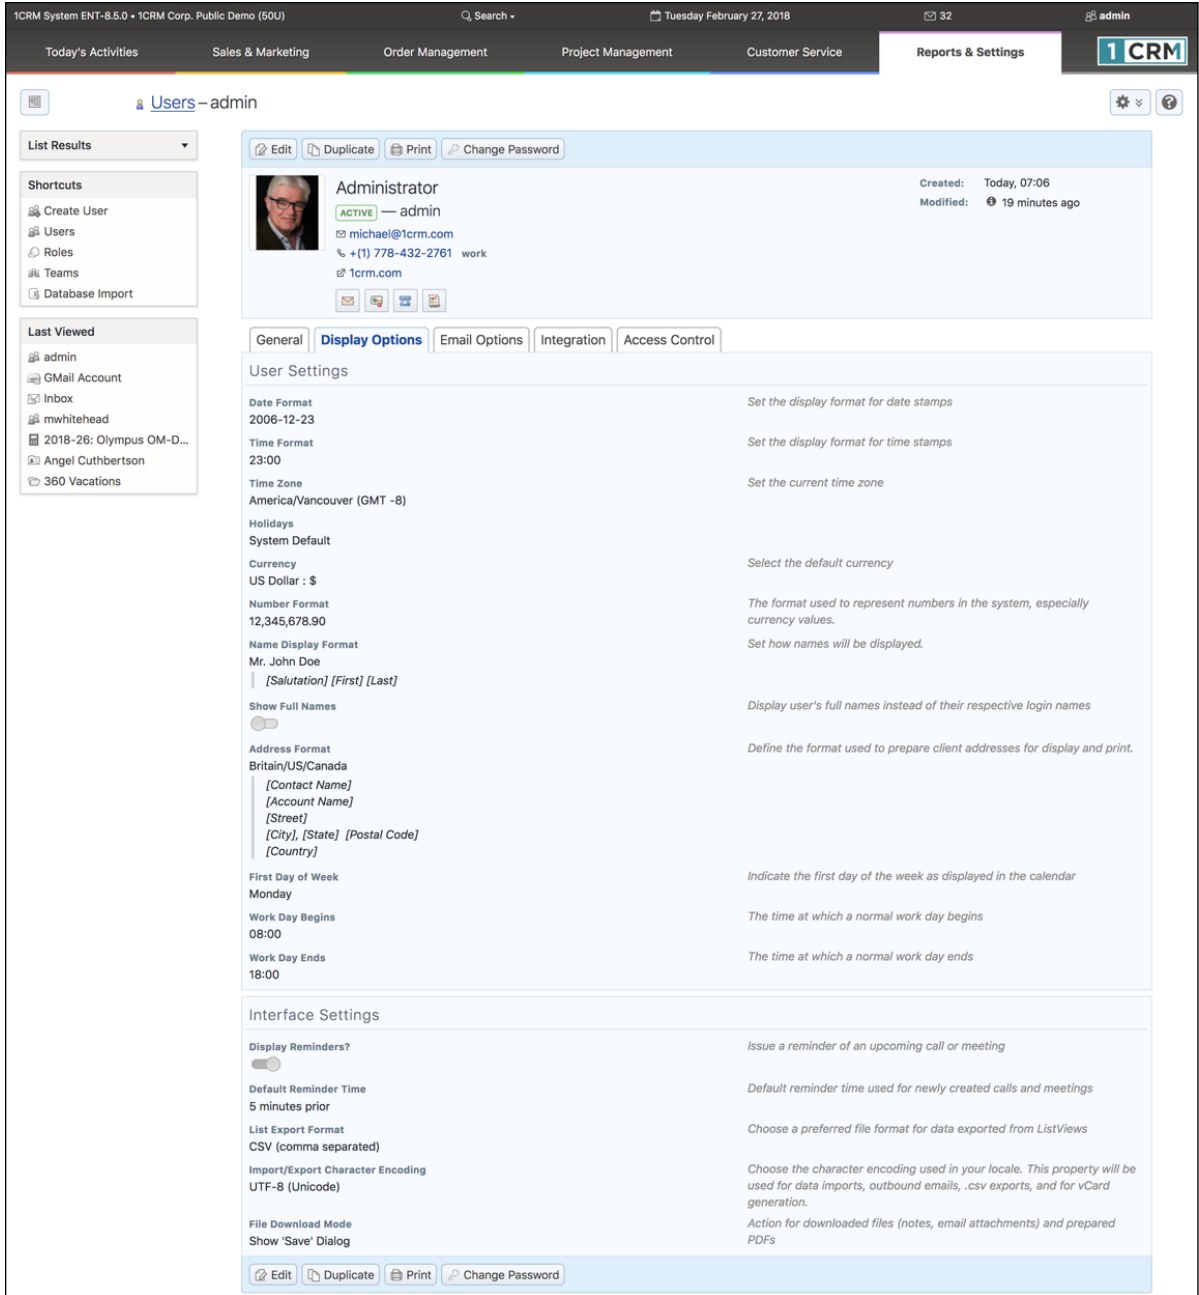 1CRM System ENT-8.5.0 • 1CRM Corp. Public Demo (50U)
Search
Tuesday February 27, 2018
32
admin
Today's Activities
Sales & Marketing
Order Management
Project Management
Customer Service
Reports & Settings
1 CRM
Users – admin
List Results
Shortcuts
Create User
Users
Roles
Teams
Database Import
Last Viewed
admin
GMail Account
Inbox
mwhitehead
2018-26: Olympus OM-D...
Angel Cuthbertson
360 Vacations
Edit Duplicate Print Change Password
Administrator
ACTIVE — admin
michael@1crm.com
+(1) 778-432-2761 work
1crm.com
Created: Today, 07:06
Modified: 19 minutes ago
General Display Options Email Options Integration Access Control
User Settings
Date Format
2006-12-23
Set the display format for date stamps
Time Format
23:00
Set the display format for time stamps
Time Zone
America/Vancouver (GMT -8)
Set the current time zone
Holidays
System Default
Currency
US Dollar : $
Select the default currency
Number Format
12,345,678.90
The format used to represent numbers in the system, especially
currency values.
Name Display Format
Mr. John Doe
[Salutation] [First] [Last]
Set how names will be displayed.
Show Full Names
Display user's full names instead of their respective login names
Address Format
Britain/US/Canada
[Contact Name]
[Account Name]
[Street]
[City], [State] [Postal Code]
[Country]
Define the format used to prepare client addresses for display and print.
First Day of Week
Monday
Indicate the first day of the week as displayed in the calendar
Work Day Begins
08:00
The time at which a normal work day begins
Work Day Ends
18:00
The time at which a normal work day ends
Interface Settings
Display Reminders?
Issue a reminder of an upcoming call or meeting
Default Reminder Time
5 minutes prior
Default reminder time used for newly created calls and meetings
List Export Format
CSV (comma separated)
Choose a preferred file format for data exported from ListViews
Import/Export Character Encoding
UTF-8 (Unicode)
Choose the character encoding used in your locale. This property will be
used for data imports, outbound emails, .csv exports, and for vCard
generation.
File Download Mode
Show 'Save' Dialog
Action for downloaded files (notes, email attachments) and prepared
PDFs
Edit Duplicate Print Change Password